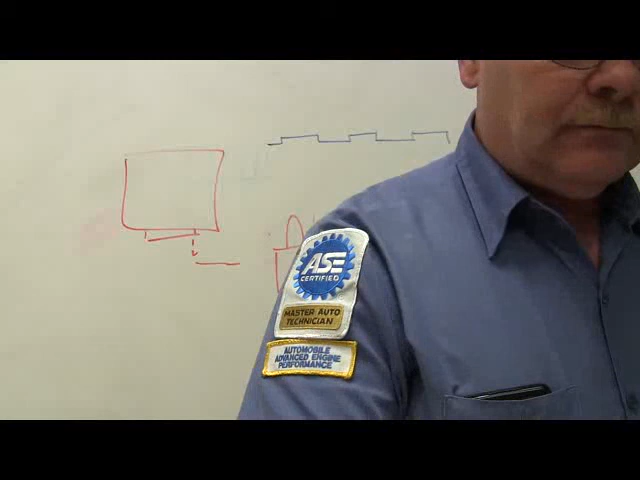 ASE
CERTIFIED
MASTER AUTO
TECHNICIAN
AUTOMOBILE
ADVANCED ENGINE
PERFORMANCE